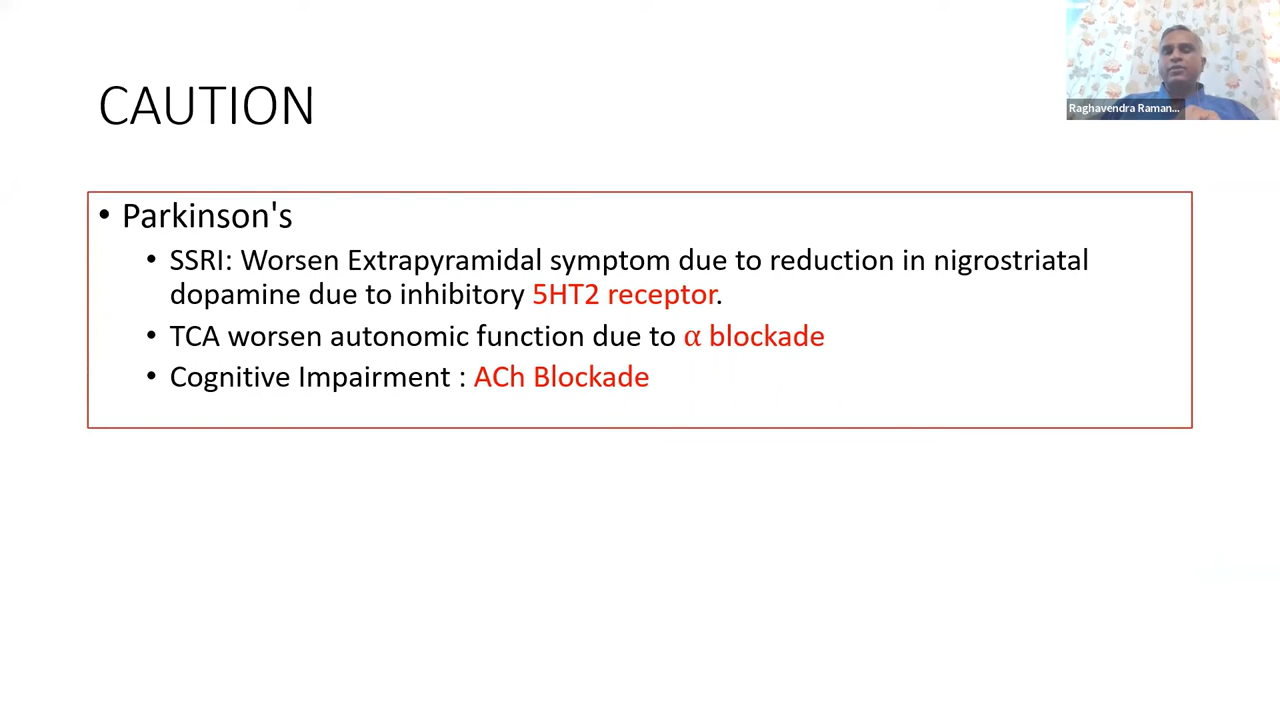 CAUTION
Raghavendra Raman...
• Parkinson's
• SSRI: Worsen Extrapyramidal symptom due to reduction in nigrostriatal
dopamine due to inhibitory 5HT2 receptor.
• TCA worsen autonomic function due to α blockade
• Cognitive Impairment : ACh Blockade